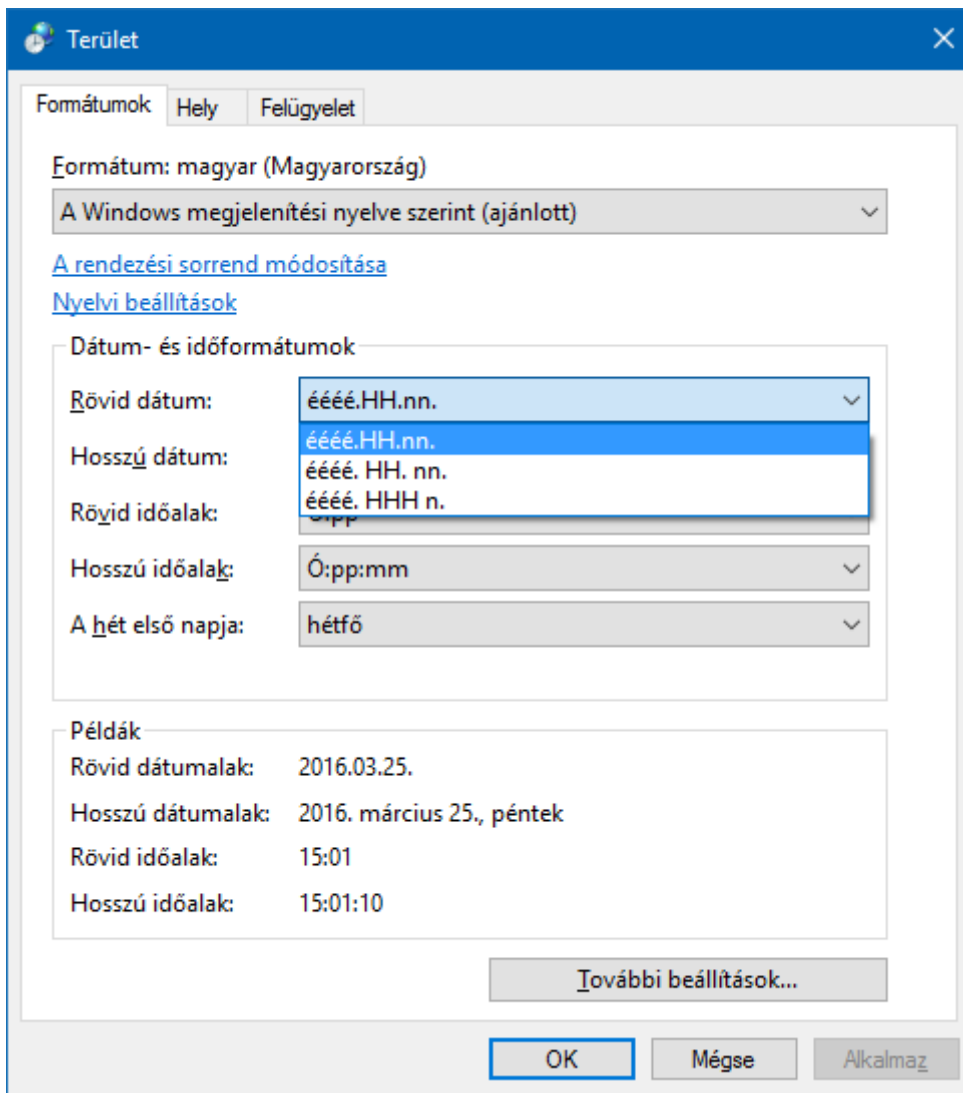 Terület
Formátumok Hely Felügyelet
Formátum: magyar (Magyarország)
A Windows megjelenítési nyelve szerint (ajánlott)
A rendezési sorrend módosítása
Nyelvi beállítások
Dátum- és időformátumok
Rövid dátum: éééé.HH.nn.
éééé.HH.nn.
Hosszú dátum:
éééé. HH. nn.
éééé. HHH n.
Rövid időalak:
Hosszú időalak: Ó:pp:mm
A hét első napja: hétfő
Példák
Rövid dátumalak: 2016.03.25.
Hosszú dátumalak: 2016. március 25., péntek
Rövid időalak: 15:01
Hosszú időalak: 15:01:10
További beállítások...
OK Mégse Alkalmaz